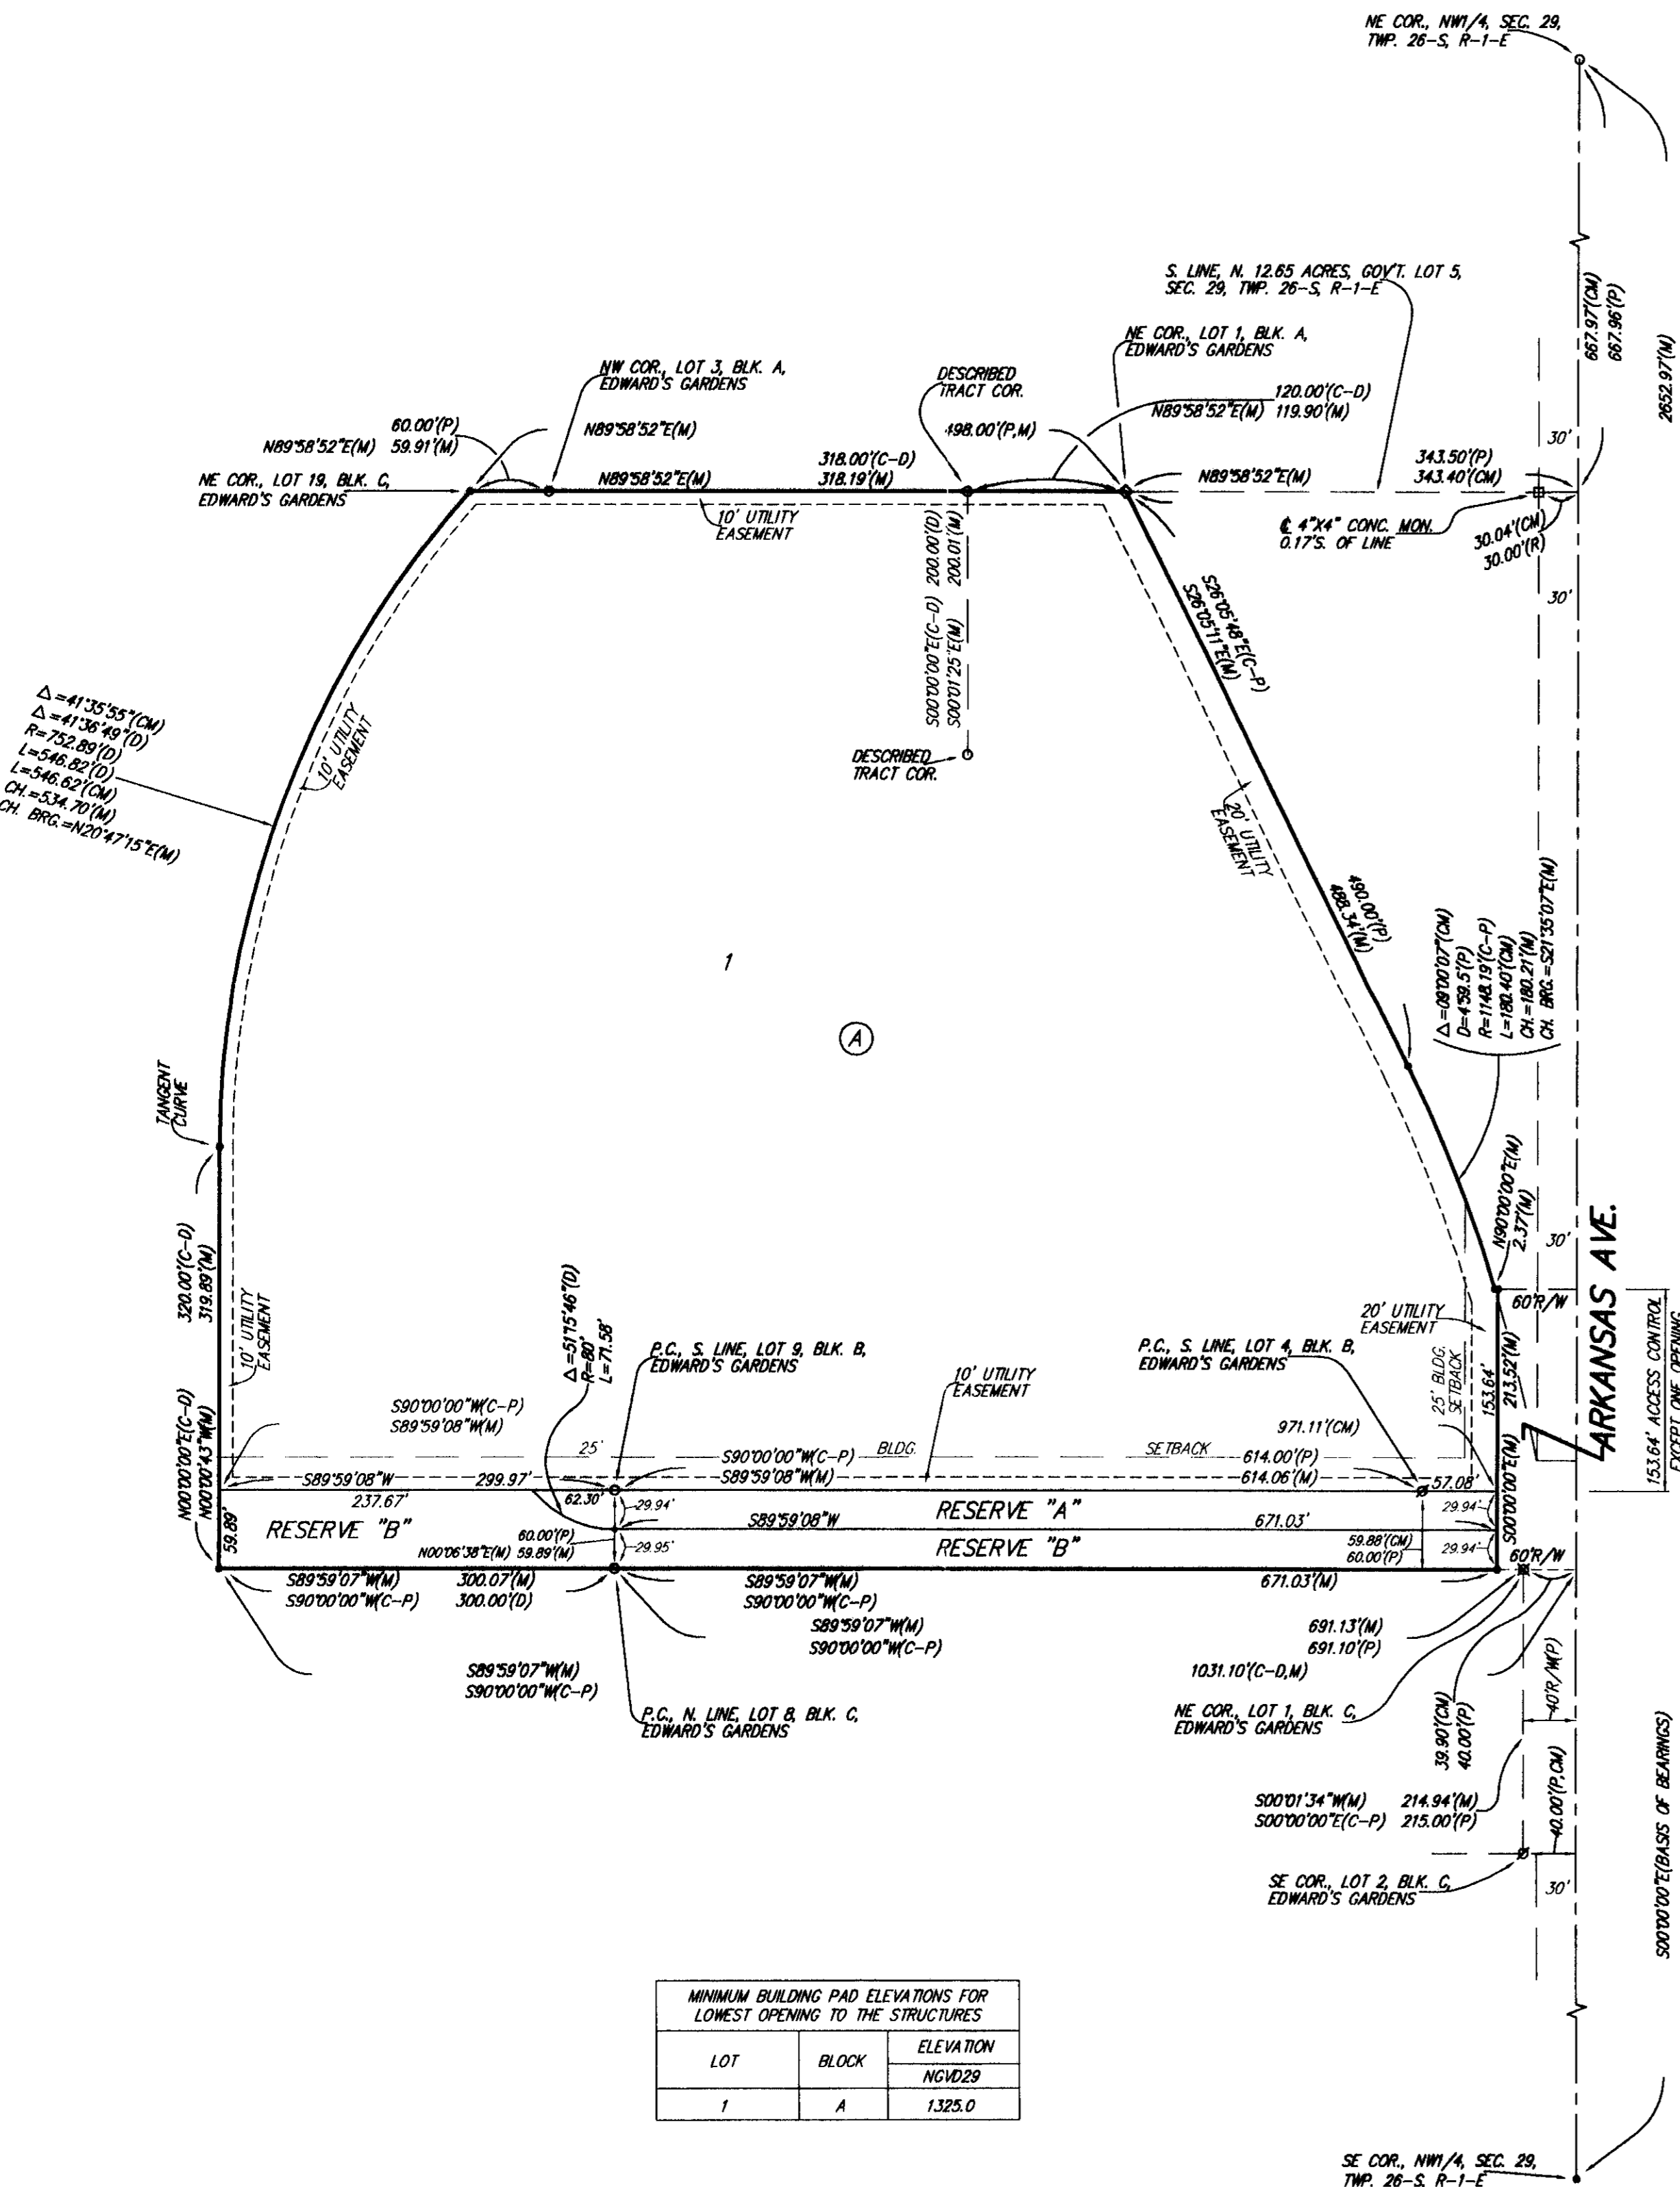 NE COR., NW1/4, SEC. 29,
TWP. 26-S, R-1-E
667.97'(CM)
667.96'(P)
2652.97'(M)
S. LINE, N. 12.65 ACRES, GOV'T. LOT 5,
SEC. 29, TWP. 26-S, R-1-E
NE COR., LOT 1, BLK. A,
EDWARD'S GARDENS
NW COR., LOT 3, BLK. A,
EDWARD'S GARDENS
DESCRIBED
TRACT COR.
120.00'(C-D)
N89°58'52"E(M) 119.90'(M)
60.00'(P)
N89°58'52"E(M) 59.91'(M)
N89°58'52"E(M)
498.00'(P,M)
30'
NE COR., LOT 19, BLK. C,
EDWARD'S GARDENS
N89°58'52"E(M)
318.00'(C-D)
318.19'(M)
N89°58'52"E(M)
343.50'(P)
343.40'(CM)
10' UTILITY
EASEMENT
℄ 4"X4" CONC. MON.
0.17'S. OF LINE
30.04'(CM)
30.00'(R)
30'
S00°00'00"E(C-D) 200.00'(D)
S00°01'25"E(M) 200.01'(M)
S26°05'48"E(C-P)
S26°05'11"E(M)
DESCRIBED
TRACT COR.
Δ=41°35'55"(CM)
Δ=41°36'49"(D)
R=752.89'(D)
L=546.82'(D)
L=546.62'(CM)
CH.=534.70'(M)
CH. BRG.=N20°47'15"E(M)
10' UTILITY
EASEMENT
20' UTILITY
EASEMENT
490.00'(P)
488.34'(M)
1
A
Δ=09°00'07"(CM)
D=4°59.5'(P)
R=1148.19'(C-P)
L=180.40'(CM)
CH.=180.21'(M)
CH. BRG.=S21°35'07"E(M)
TANGENT
CURVE
320.00'(C-D)
319.89'(M)
10' UTILITY
EASEMENT
N90°00'00"E(M)
2.37'(M)
30'
ARKANSAS AVE.
60'R/W
153.64' ACCESS CONTROL
EXCEPT ONE OPENING
20' UTILITY
EASEMENT
25' BLDG.
SETBACK
153.64'
S00°00'00"E(M) 213.52'(M)
Δ=51°15'46"(D)
R=80'
L=71.58'
P.C., S. LINE, LOT 9, BLK. B,
EDWARD'S GARDENS
P.C., S. LINE, LOT 4, BLK. B,
EDWARD'S GARDENS
10' UTILITY
EASEMENT
N00°00'00"E(C-D)
N00°00'43"W(M)
S90°00'00"W(C-P)
S89°59'08"W(M)
971.11'(CM)
25'
BLDG.
SETBACK
S90°00'00"W(C-P)
614.00'(P)
S89°59'08"W
299.97'
S89°59'08"W(M)
614.06'(M)
57.08'
237.67'
62.30'
29.94'
RESERVE "A"
29.94'
59.89'
RESERVE "B"
S89°59'08"W
671.03'
60.00'(P)
N00°06'38"E(M) 59.89'(M)
29.95'
RESERVE "B"
59.88'(CM)
60.00'(P)
29.94'
60'R/W
S89°59'07"W(M)
S90°00'00"W(C-P)
300.07'(M)
300.00'(D)
S89°59'07"W(M)
S90°00'00"W(C-P)
671.03'(M)
S89°59'07"W(M)
S90°00'00"W(C-P)
691.13'(M)
691.10'(P)
S89°59'07"W(M)
S90°00'00"W(C-P)
1031.10'(C-D,M)
P.C., N. LINE, LOT 8, BLK. C,
EDWARD'S GARDENS
NE COR., LOT 1, BLK. C,
EDWARD'S GARDENS
39.90'(CM)
40.00'(P)
40'R/W(P)
S00°01'34"W(M) 214.94'(M)
S00°00'00"E(C-P) 215.00'(P)
40.00'(P,CM)
SE COR., LOT 2, BLK. C,
EDWARD'S GARDENS
30'
S00°00'00"E(BASIS OF BEARINGS)
MINIMUM BUILDING PAD ELEVATIONS FOR
LOWEST OPENING TO THE STRUCTURES
LOT
BLOCK
ELEVATION
NGVD29
1
A
1325.0
SE COR., NW1/4, SEC. 29,
TWP. 26-S, R-1-E